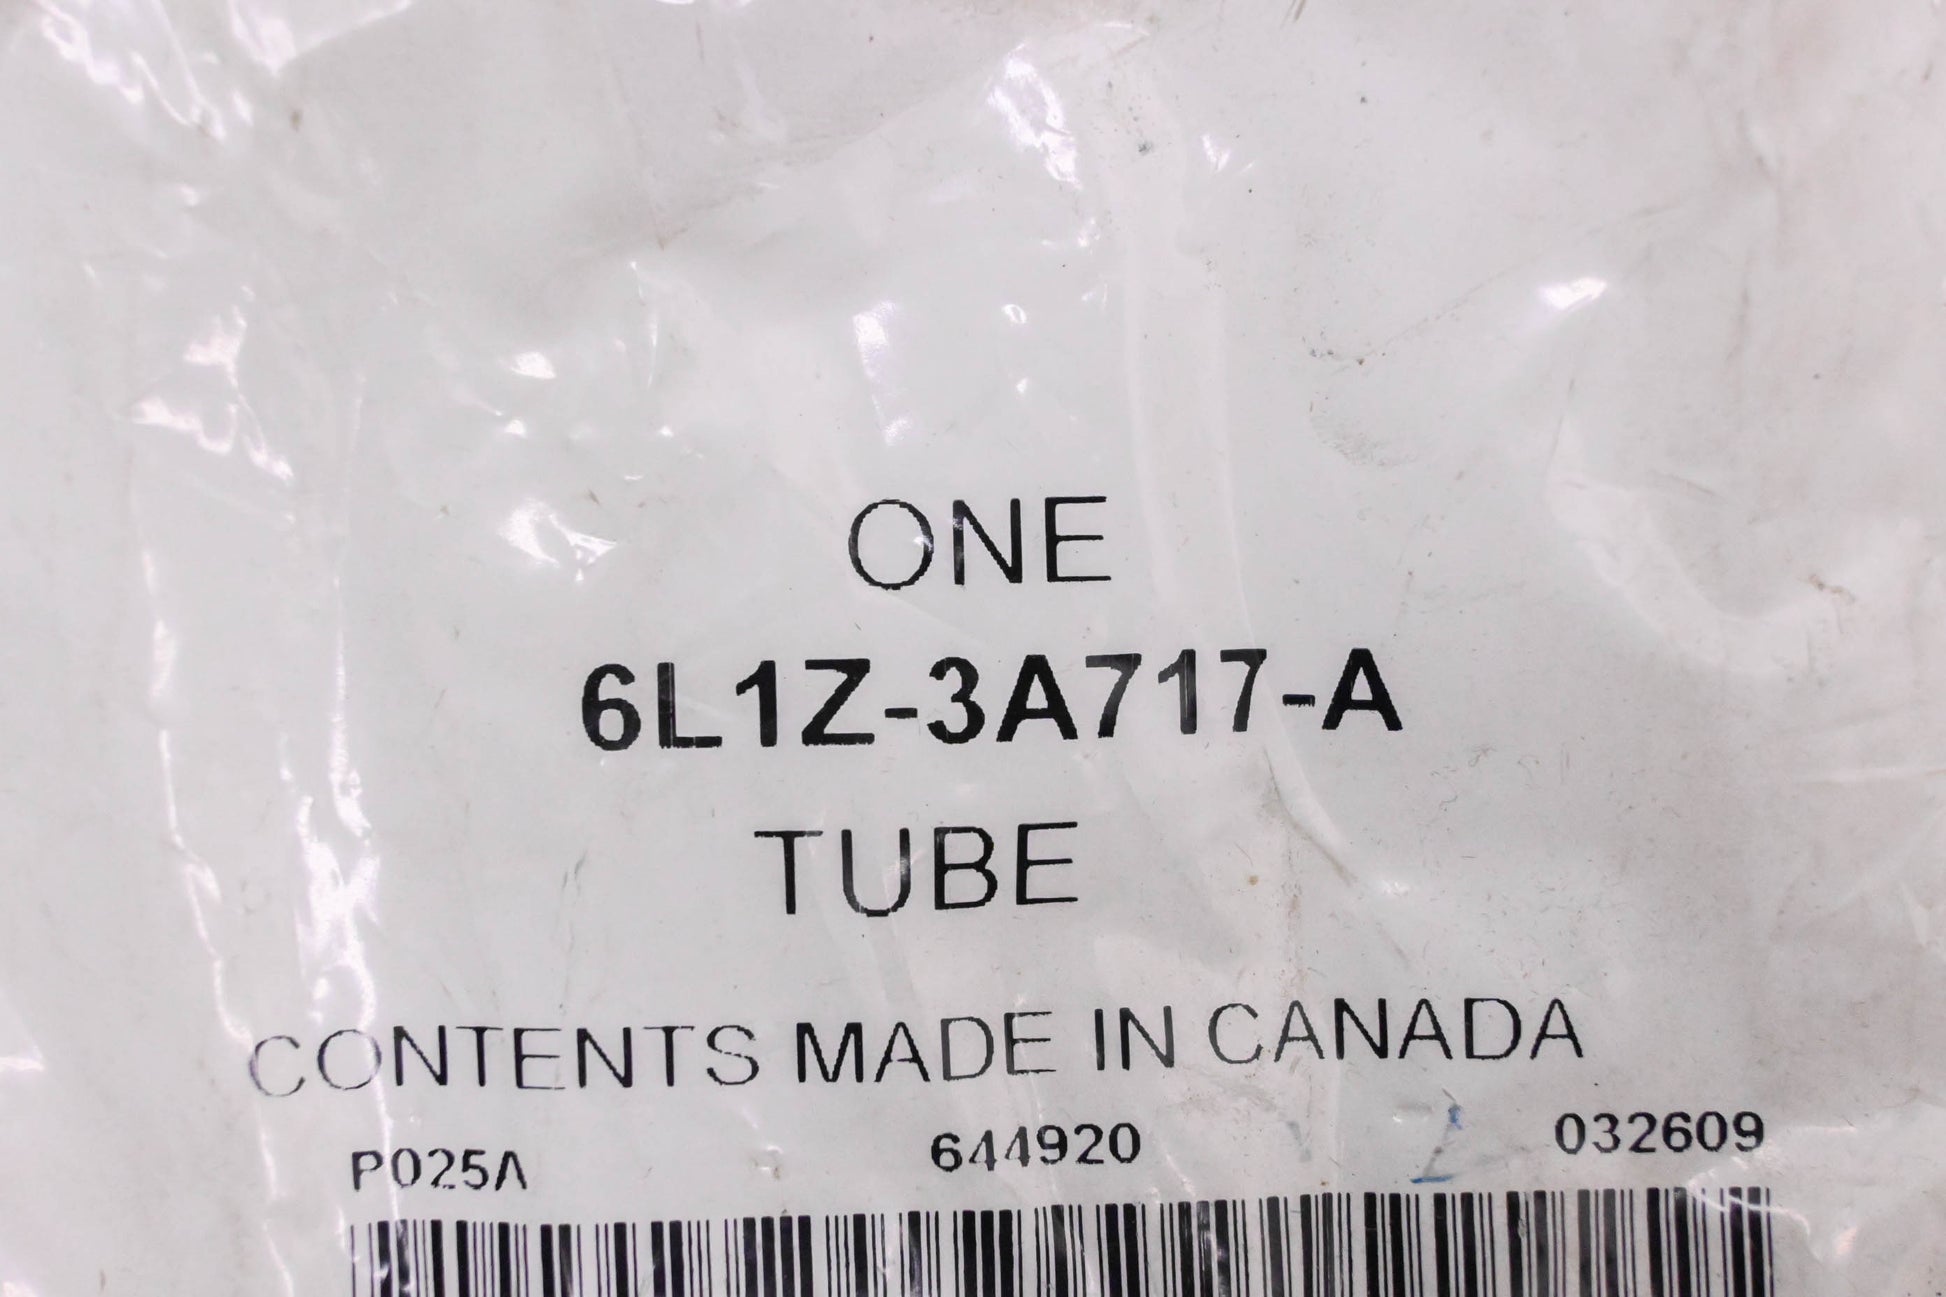 ONE
6L1Z-3A717-A
TUBE
CONTENTS MADE IN CANADA
P025A 644920 032609